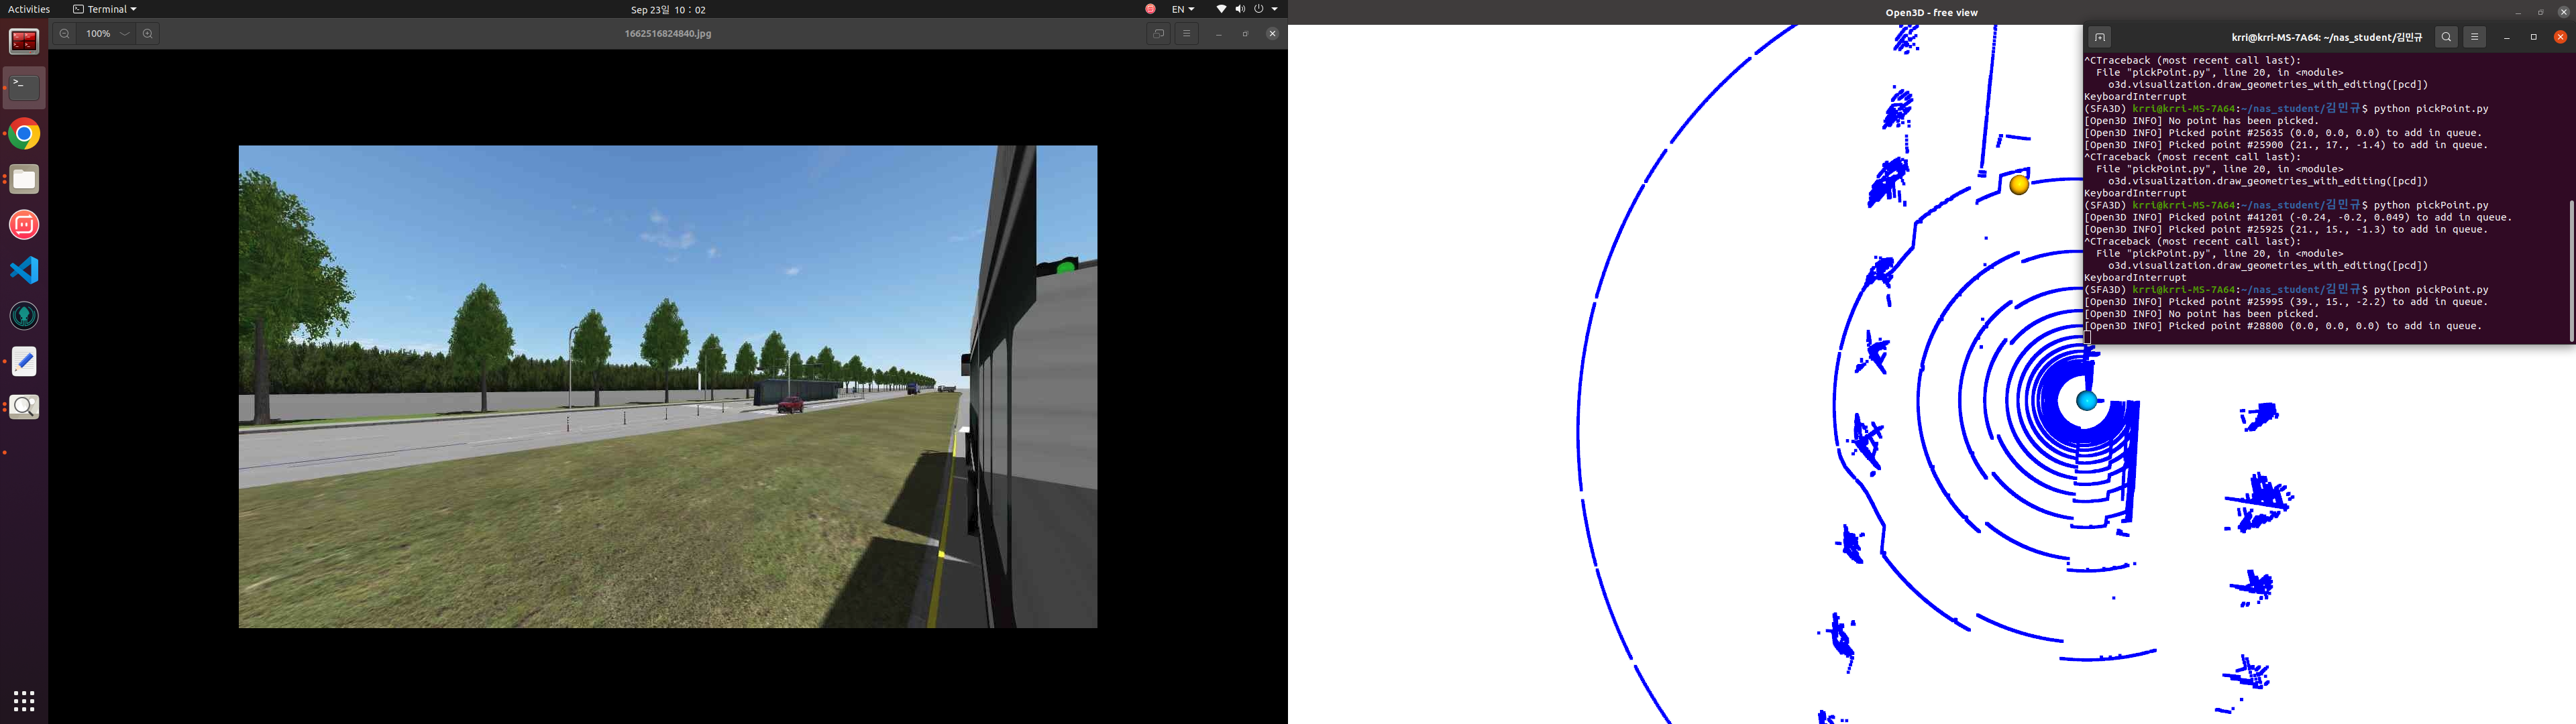 Activities
Terminal
Sep 23일 10 : 02
EN
100%
1662516824840.jpg
Open3D - free view
krri@krri-MS-7A64: ~/nas_student/김민규
^CTraceback (most recent call last):
File "pickPoint.py", line 20, in <module>
o3d.visualization.draw_geometries_with_editing([pcd])
KeyboardInterrupt
(SFA3D) krri@krri-MS-7A64:~/nas_student/김민규$ python pickPoint.py
[Open3D INFO] No point has been picked.
[Open3D INFO] Picked point #25635 (0.0, 0.0, 0.0) to add in queue.
[Open3D INFO] Picked point #25900 (21., 17., -1.4) to add in queue.
^CTraceback (most recent call last):
File "pickPoint.py", line 20, in <module>
o3d.visualization.draw_geometries_with_editing([pcd])
KeyboardInterrupt
(SFA3D) krri@krri-MS-7A64:~/nas_student/김민규$ python pickPoint.py
[Open3D INFO] Picked point #41201 (-0.24, -0.2, 0.049) to add in queue.
[Open3D INFO] Picked point #25925 (21., 15., -1.3) to add in queue.
^CTraceback (most recent call last):
File "pickPoint.py", line 20, in <module>
o3d.visualization.draw_geometries_with_editing([pcd])
KeyboardInterrupt
(SFA3D) krri@krri-MS-7A64:~/nas_student/김민규$ python pickPoint.py
[Open3D INFO] Picked point #25995 (39., 15., -2.2) to add in queue.
[Open3D INFO] No point has been picked.
[Open3D INFO] Picked point #28800 (0.0, 0.0, 0.0) to add in queue.